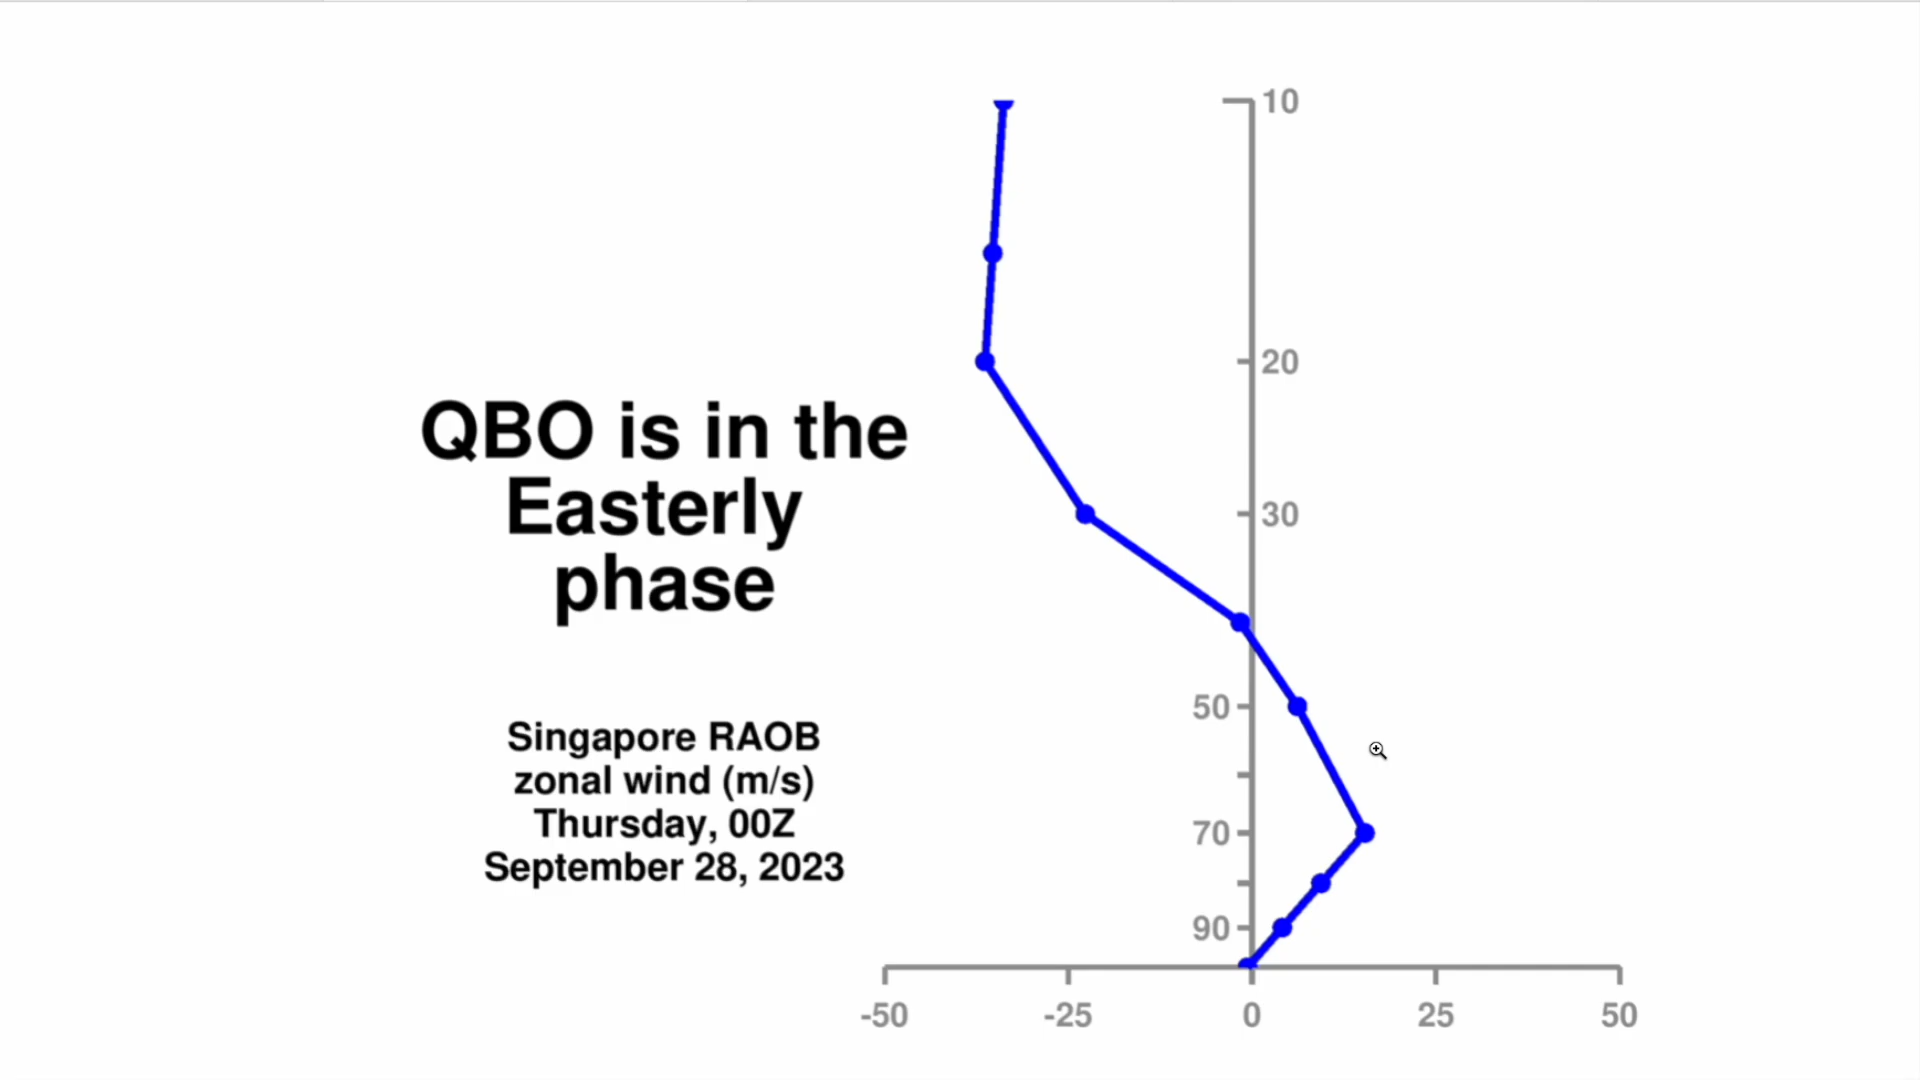 QBO is in the
Easterly
phase
Singapore RAOB
zonal wind (m/s)
Thursday, 00Z
September 28, 2023
10
20
30
50
70
90
-50 -25 0 25 50